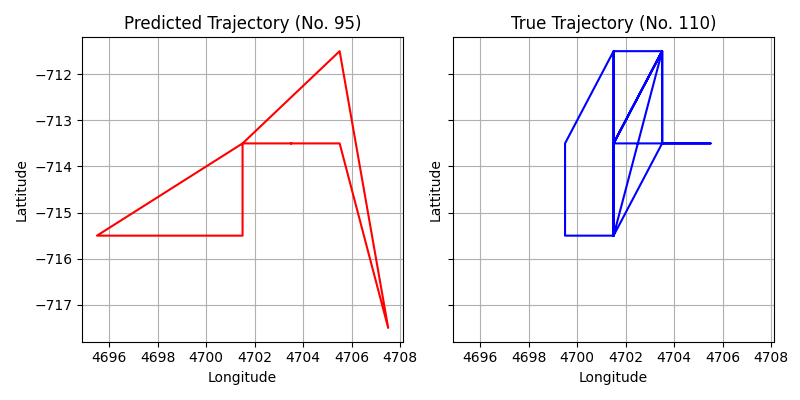 Predicted Trajectory (No. 95)
True Trajectory (No. 110)
−712
−713
−714
−715
−716
−717
Lattitude
Lattitude
4696 4698 4700 4702 4704 4706 4708
4696 4698 4700 4702 4704 4706 4708
Longitude
Longitude